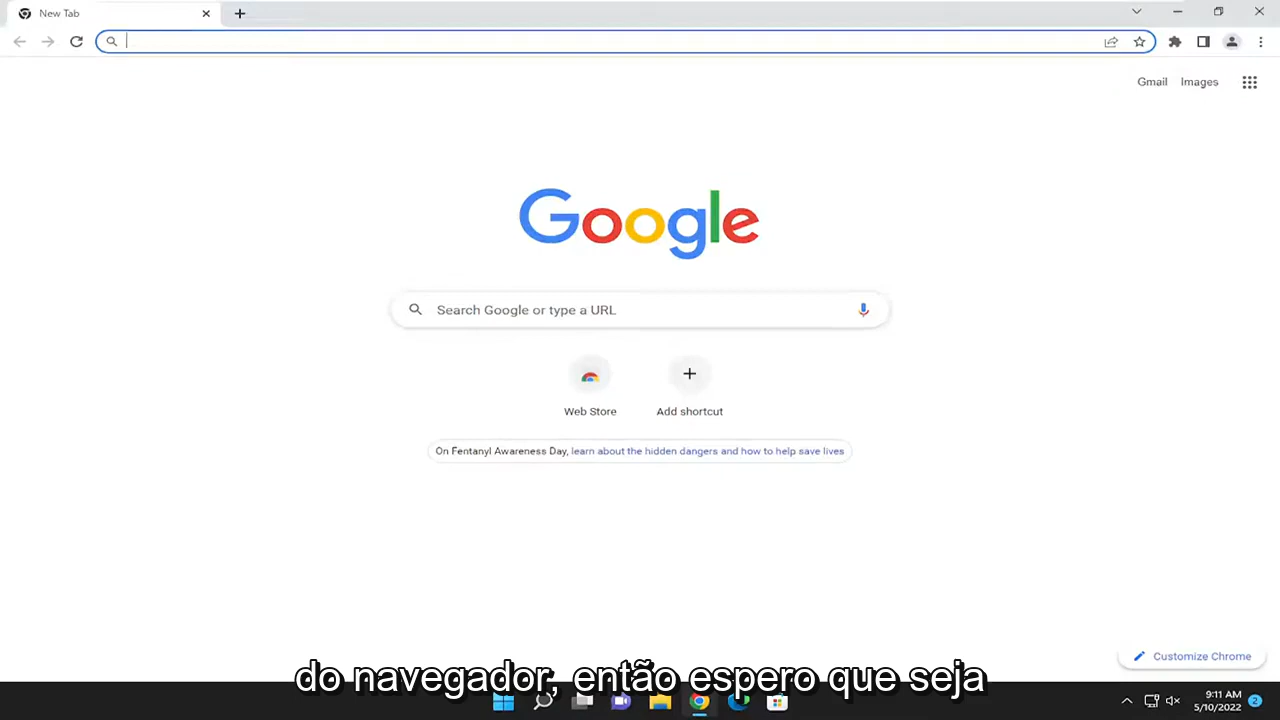 New Tab
Gmail Images
Google
Search Google or type a URL
Web Store Add shortcut
On Fentanyl Awareness Day, learn about the hidden dangers and how to help save lives
Customize Chrome
do navegador, então espero que seja
9:11 AM
5/10/2022
2